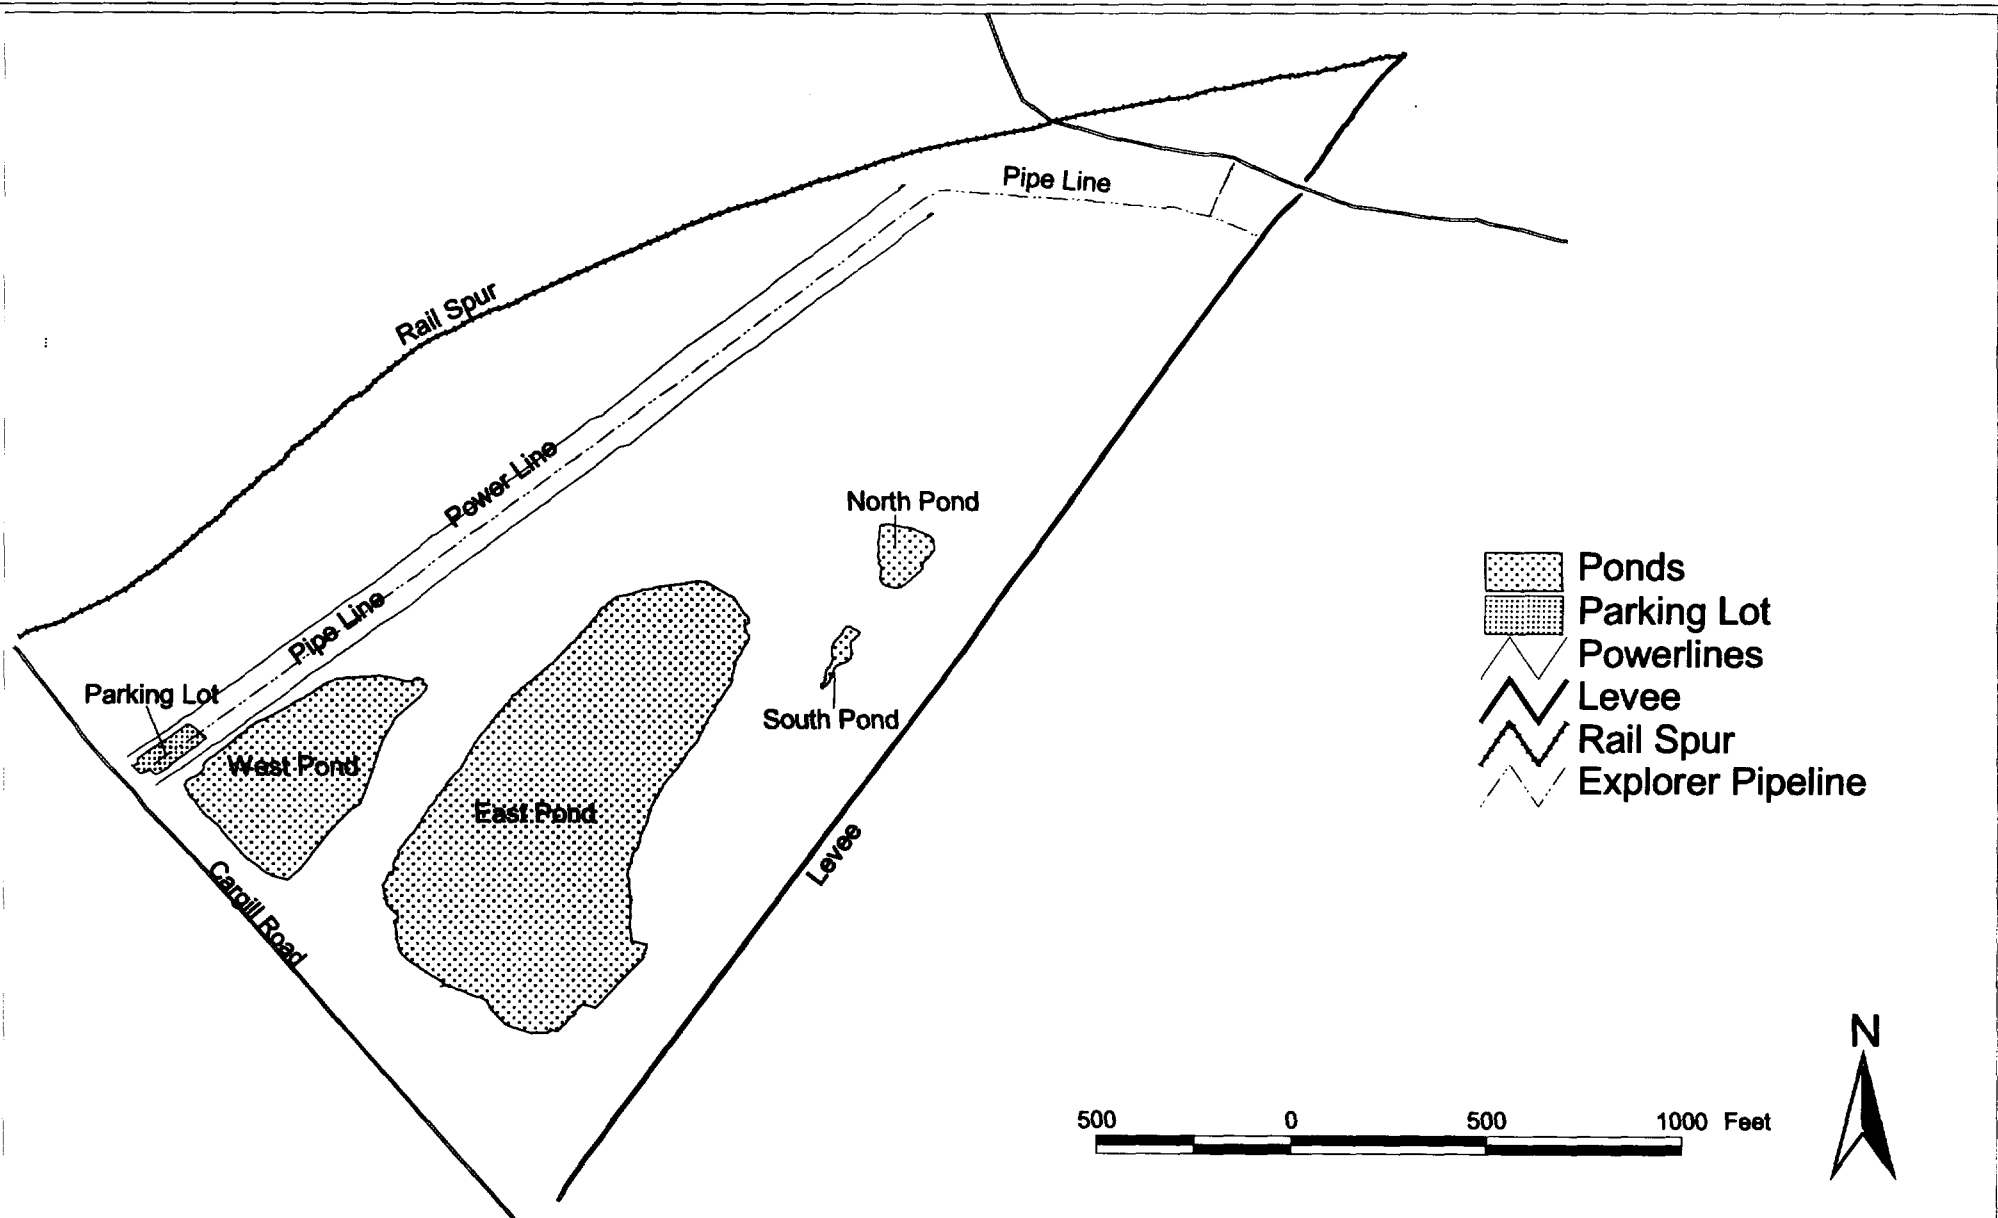 Pipe Line
Rail Spur
Power Line
North Pond
Pipe Line
Parking Lot
South Pond
West Pond
East Pond
Levee
Cargill Road
Ponds
Parking Lot
Powerlines
Levee
Rail Spur
Explorer Pipeline
N
500 0 500 1000 Feet